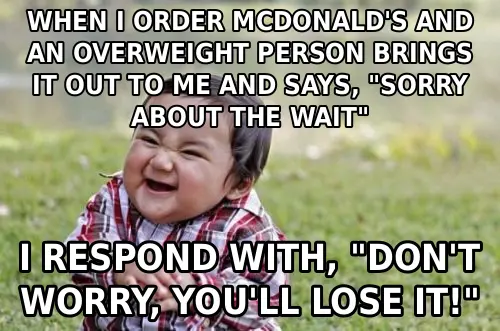 WHEN I ORDER MCDONALD'S AND
AN OVERWEIGHT PERSON BRINGS
IT OUT TO ME AND SAYS, "SORRY
ABOUT THE WAIT"
I RESPOND WITH, "DON'T
WORRY, YOU'LL LOSE IT!"